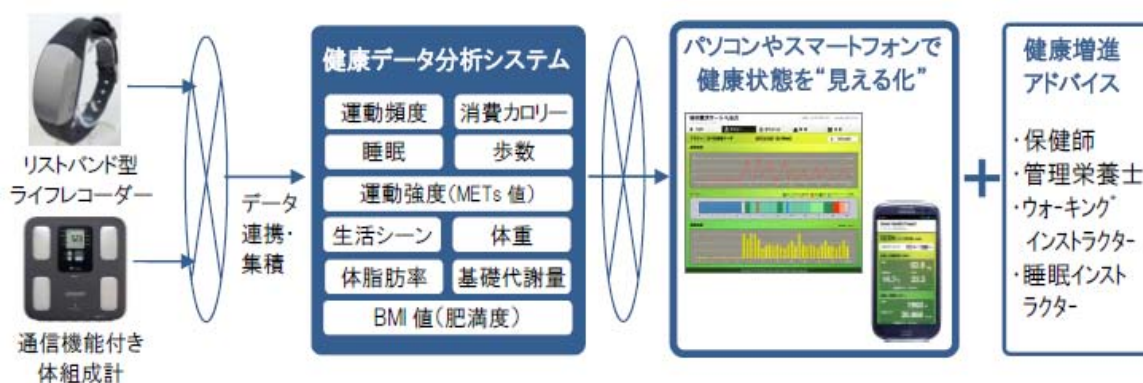 リストバンド型
ライフレコーダー
通信機能付き
体組成計
データ
連携・
集積
健康データ分析システム
運動頻度
消費カロリー
睡眠
歩数
運動強度(METs 値)
生活シーン
体重
体脂肪率
基礎代謝量
BMI 値(肥満度)
パソコンやスマートフォンで
健康状態を“見える化”
+
健康増進
アドバイス
・保健師
・管理栄養士
・ウォーキング
インストラクター
・睡眠インスト
ラクター